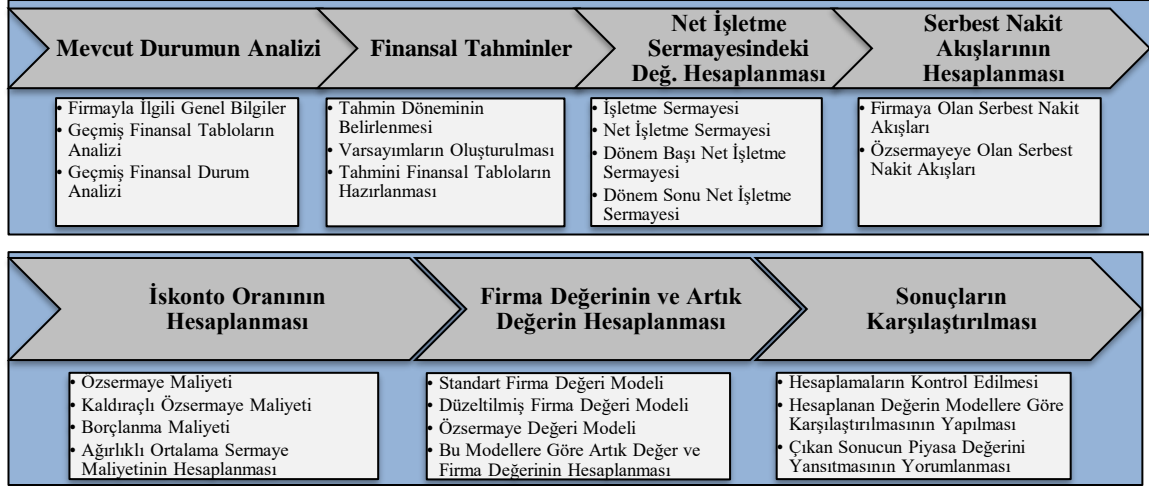 Mevcut Durumun Analizi
• Firmayla İlgili Genel Bilgiler
• Geçmiş Finansal Tabloların
Analizi
• Geçmiş Finansal Durum
Analizi
Finansal Tahminler
• Tahmin Döneminin
Belirlenmesi
• Varsayımların Oluşturulması
• Tahmini Finansal Tabloların
Hazırlanması
Net İşletme
Sermayesindeki
Değ. Hesaplanması
• İşletme Sermayesi
• Net İşletme Sermayesi
• Dönem Başı Net İşletme
Sermayesi
• Dönem Sonu Net İşletme
Sermayesi
Serbest Nakit
Akışlarının
Hesaplanması
• Firmaya Olan Serbest Nakit
Akışları
• Özsermayeye Olan Serbest
Nakit Akışları
İskonto Oranının
Hesaplanması
• Özsermaye Maliyeti
• Kaldıraçlı Özsermaye Maliyeti
• Borçlanma Maliyeti
• Ağırlıklı Ortalama Sermaye
Maliyetinin Hesaplanması
Firma Değerinin ve Artık
Değerin Hesaplanması
• Standart Firma Değeri Modeli
• Düzeltilmiş Firma Değeri Modeli
• Özsermaye Değeri Modeli
• Bu Modellere Göre Artık Değer ve
Firma Değerinin Hesaplanması
Sonuçların
Karşılaştırılması
• Hesaplamaların Kontrol Edilmesi
• Hesaplanan Değerin Modellere Göre
Karşılaştırılmasının Yapılması
• Çıkan Sonucun Piyasa Değerini
Yansıtmasının Yorumlanması